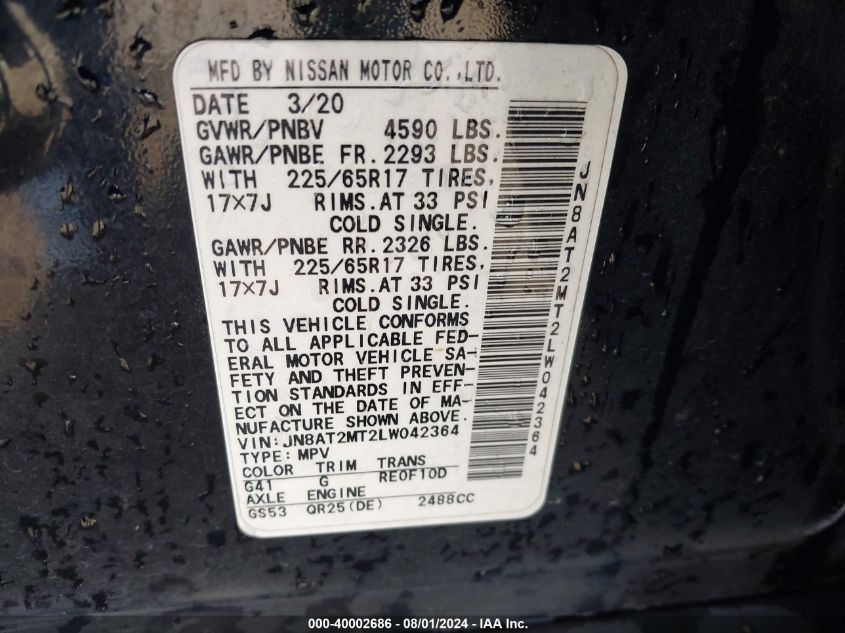 MFD BY NISSAN MOTOR CO.,LTD.
DATE 3/20
GVWR/PNBV 4590 LBS.
GAWR/PNBE FR. 2293 LBS.
WITH 225/65R17 TIRES,
17×7J RIMS.AT 33 PSI
COLD SINGLE.
GAWR/PNBE RR. 2326 LBS.
WITH 225/65R17 TIRES,
17×7J RIMS.AT 33 PSI
COLD SINGLE.
THIS VEHICLE CONFORMS
TO ALL APPLICABLE FED-
ERAL MOTOR VEHICLE SA-
FETY AND THEFT PREVEN-
TION STANDARDS IN EFF-
ECT ON THE DATE OF MA-
NUFACTURE SHOWN ABOVE.
VIN:JN8AT2MT2LW042364
TYPE: MPV
COLOR TRIM TRANS
G41 G RE0F10D
AXLE ENGINE
GS53 QR25(DE) 2488CC
JN8AT2MT2LW042364
000-40002686 - 08/01/2024 - IAA Inc.